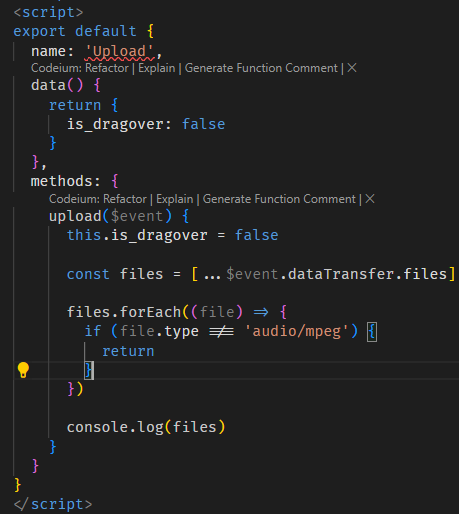 <script>
export default {
name: 'Upload',
Codeium: Refactor | Explain | Generate Function Comment | ×
data() {
return {
is_dragover: false
}
},
methods: {
Codeium: Refactor | Explain | Generate Function Comment | ×
upload($event) {
this.is_dragover = false
const files = [...$event.dataTransfer.files]
files.forEach((file) => {
if (file.type !== 'audio/mpeg') {
return
}
})
console.log(files)
}
}
}
</script>